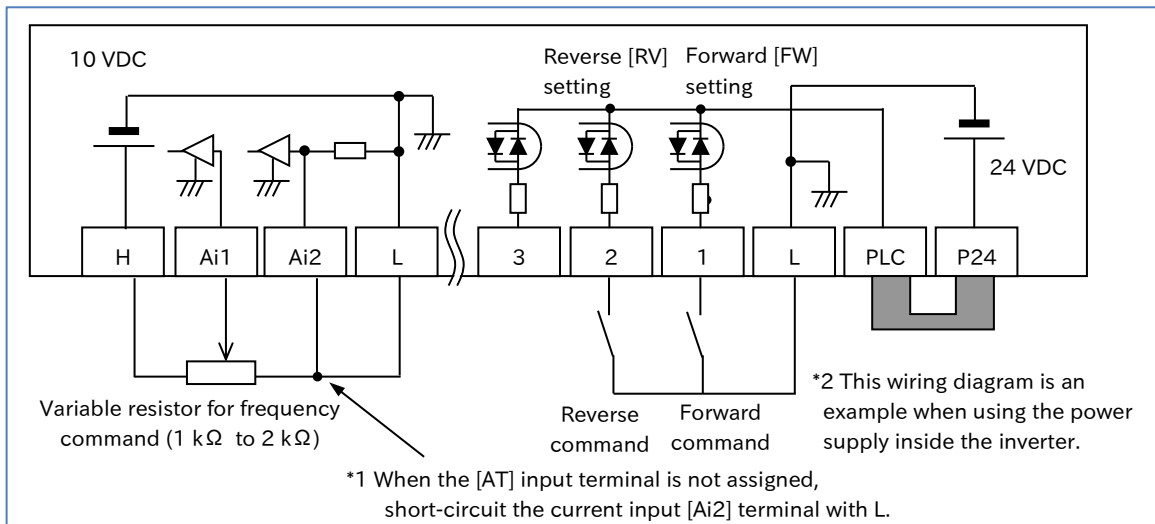 10 VDC
Reverse [RV]
setting
Forward [FW]
setting
24 VDC
H
Ai1
Ai2
L
3
2
1
L
PLC
P24
Variable resistor for frequency
command (1 kΩ to 2 kΩ)
Reverse
command
Forward
command
*2 This wiring diagram is an
example when using the power
supply inside the inverter.
*1 When the [AT] input terminal is not assigned,
short-circuit the current input [Ai2] terminal with L.